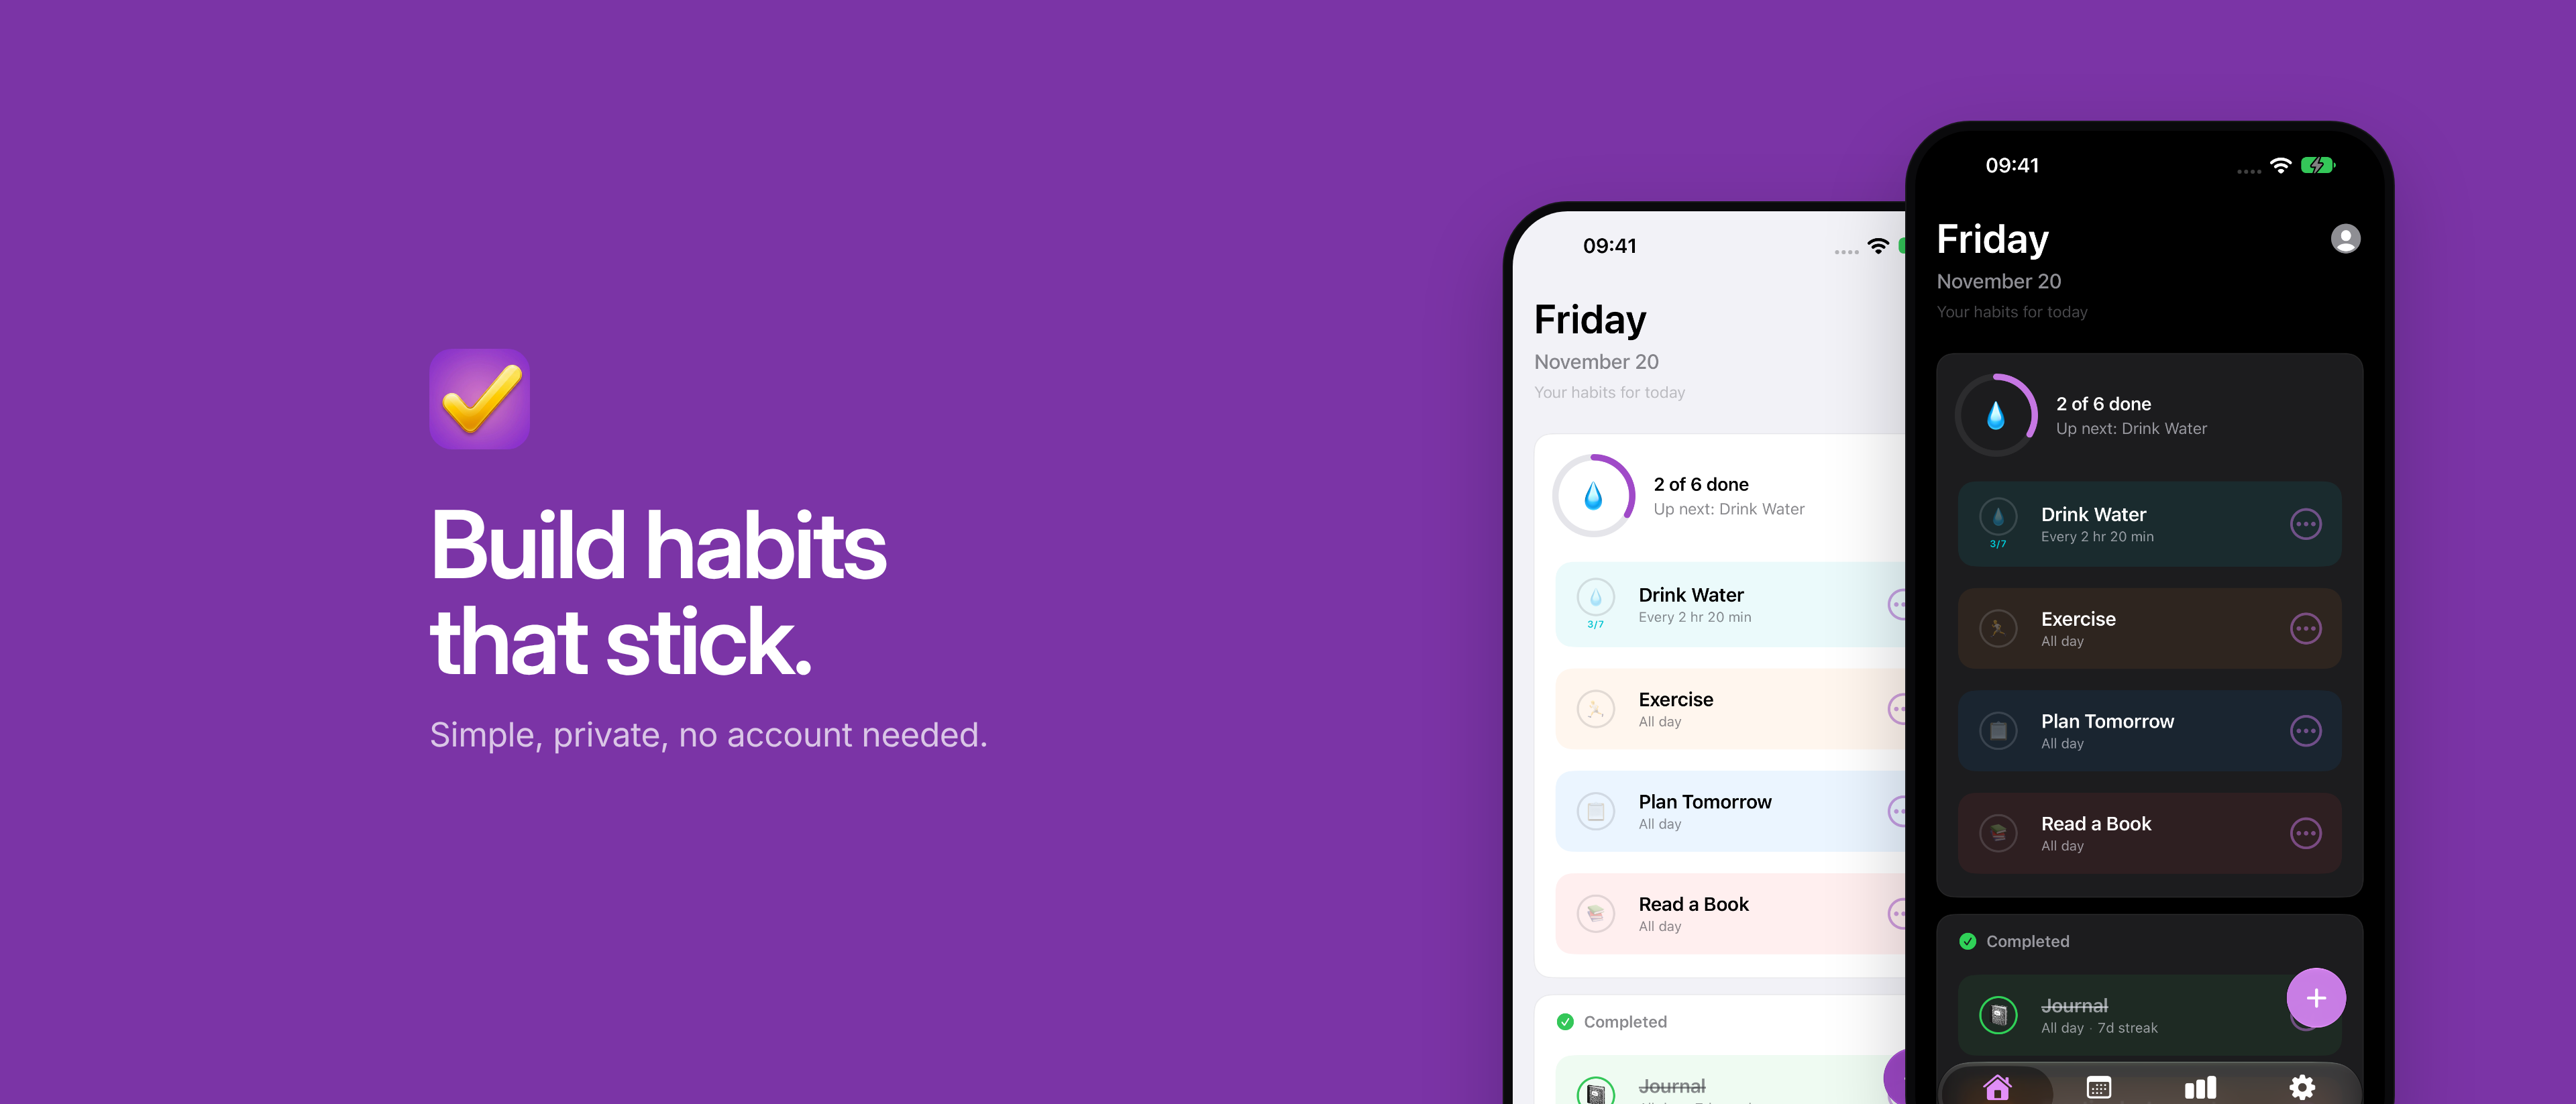 Build habits
that stick.
Simple, private, no account needed.
09:41
Friday
November 20
Your habits for today
2 of 6 done
Up next: Drink Water
Drink Water
Every 2 hr 20 min
3/7
Exercise
All day
Plan Tomorrow
All day
Read a Book
All day
Completed
Journal
09:41
Friday
November 20
Your habits for today
2 of 6 done
Up next: Drink Water
Drink Water
Every 2 hr 20 min
3/7
Exercise
All day
Plan Tomorrow
All day
Read a Book
All day
Completed
Journal
All day · 7d streak